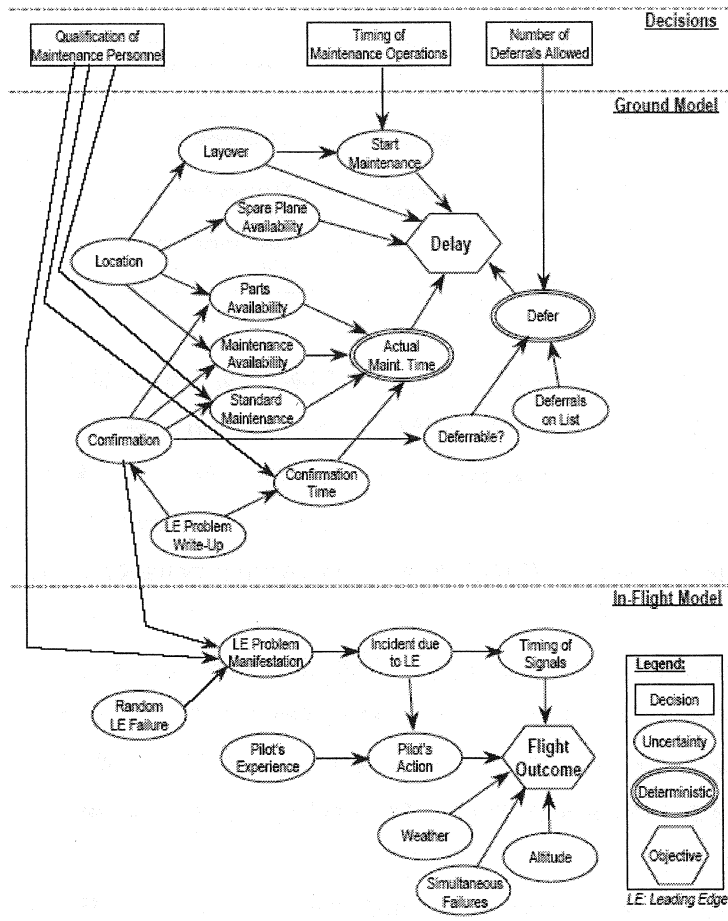 Decisions
Qualification of
Maintenance Personnel
Timing of
Maintenance Operations
Number of
Deferrals Allowed
Ground Model
Layover
Start
Maintenance
Spare Plane
Availability
Delay
Location
Parts
Availability
Defer
Maintenance
Availability
Actual
Maint. Time
Standard
Maintenance
Deferrals
on List
Confirmation
Deferrable?
Confirmation
Time
LE Problem
Write-Up
In-Flight Model
LE Problem
Manifestation
Incident due
to LE
Timing of
Signals
Random
LE Failure
Pilot's
Experience
Pilot's
Action
Flight
Outcome
Weather
Altitude
Simultaneous
Failures
Legend:
Decision
Uncertainty
Deterministic
Objective
LE: Leading Edge